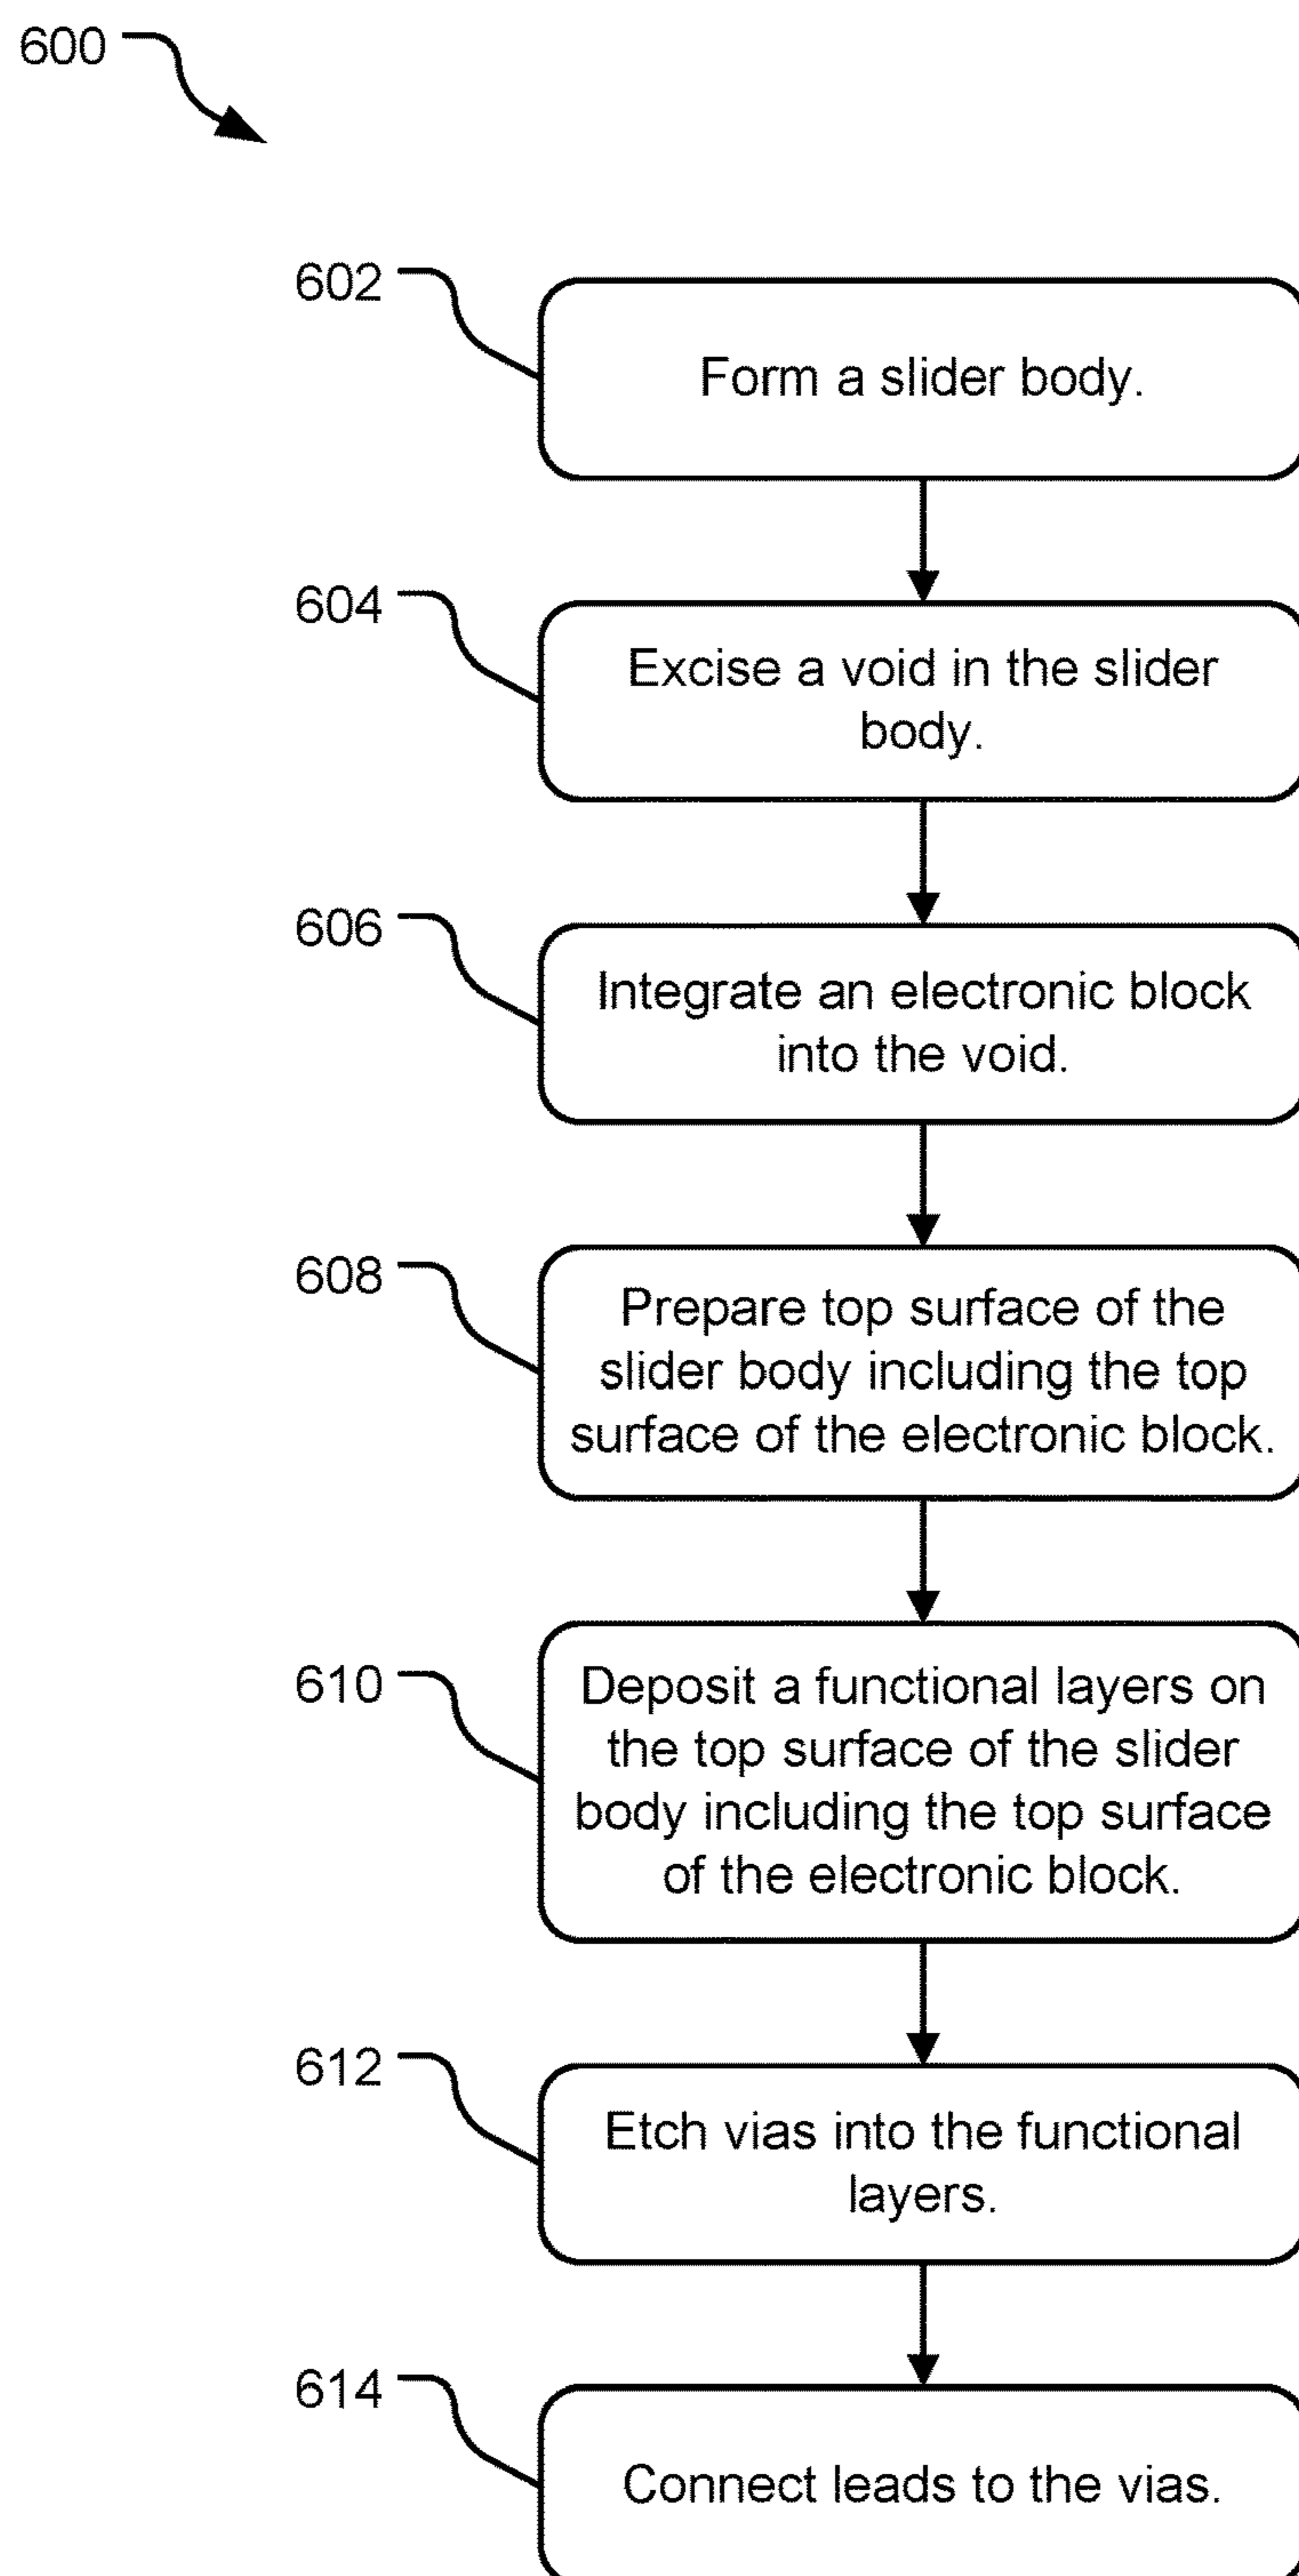 600
602
Form a slider body.
604
Excise a void in the slider
body.
606
Integrate an electronic block
into the void.
608
Prepare top surface of the
slider body including the top
surface of the electronic block.
610
Deposit a functional layers on
the top surface of the slider
body including the top surface
of the electronic block.
612
Etch vias into the functional
layers.
614
Connect leads to the vias.